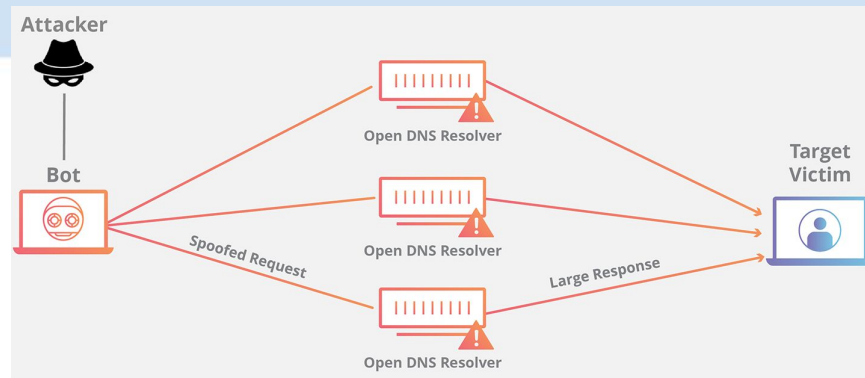 Attacker
Bot
Spoofed Request
Open DNS Resolver
Open DNS Resolver
Open DNS Resolver
Large Response
Target
Victim